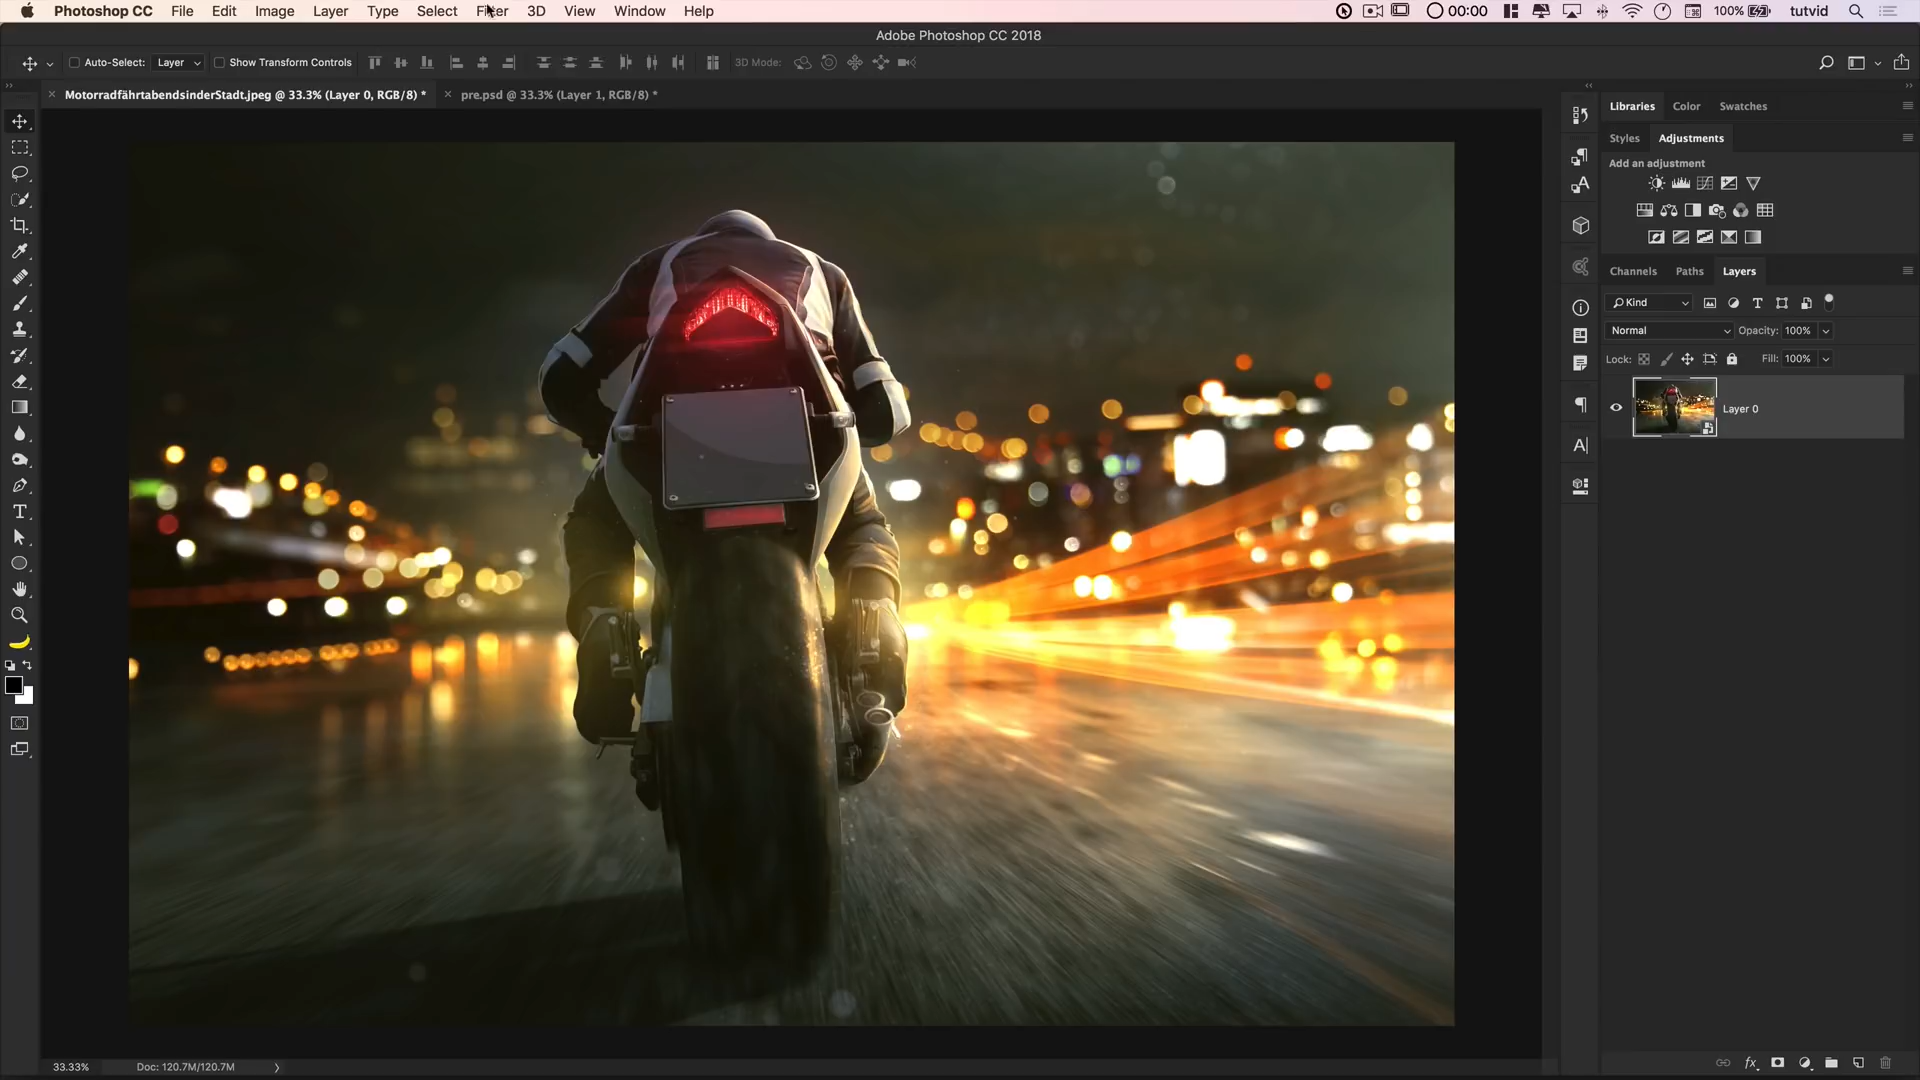 Photoshop CC File Edit Image Layer Type Select Filter 3D View Window Help 00:00 100% tutvid
Adobe Photoshop CC 2018
Auto-Select: Layer Show Transform Controls 3D Mode:
MotorradfährtabendsinderStadt.jpeg @ 33.3% (Layer 0, RGB/8) * pre.psd @ 33.3% (Layer 1, RGB/8) *
Libraries Color Swatches
Styles Adjustments
Add an adjustment
Channels Paths Layers
Kind
Normal Opacity: 100%
Lock: Fill: 100%
Layer 0
33.33% Doc: 120.7M/120.7M